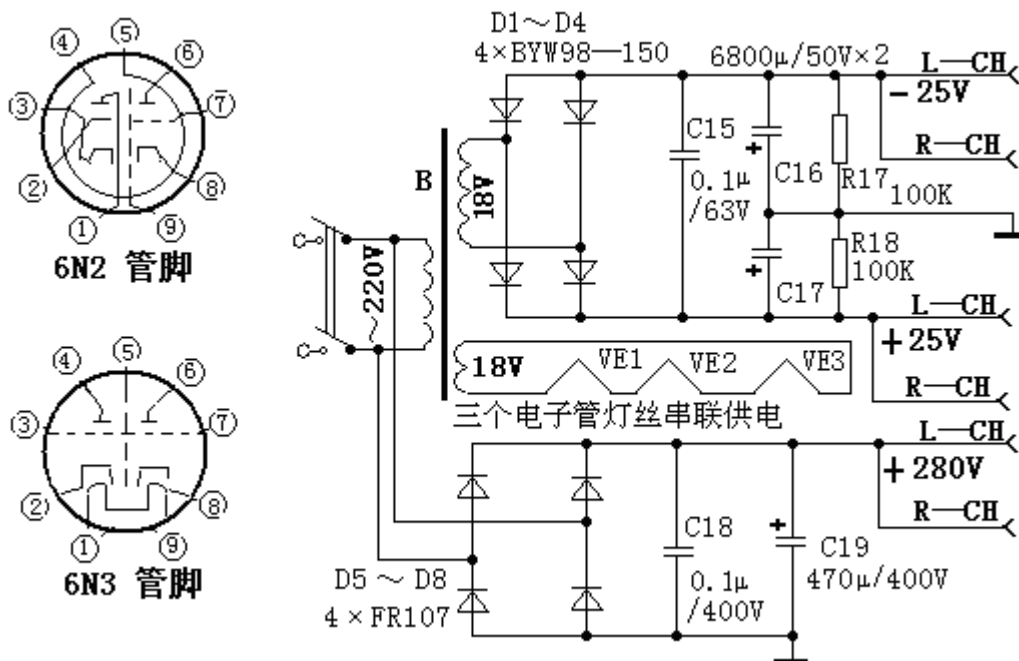 ④
⑤
⑥
③
⑦
②
⑧
①
⑨
6N2 管脚
④
⑤
⑥
③
⑦
②
⑧
①
⑨
6N3 管脚
D1～D4
4×BYW98—150
6800μ/50V×2
L—CH
-25V
R—CH
C15
0.1μ
/63V
C16
R17
100K
B
18V
～220V
R18
100K
C17
L—CH
+25V
R—CH
18V
VE1
VE2
VE3
三个电子管灯丝串联供电
L—CH
+280V
R—CH
C18
0.1μ
/400V
C19
470μ/400V
D5 ～ D8
4×FR107